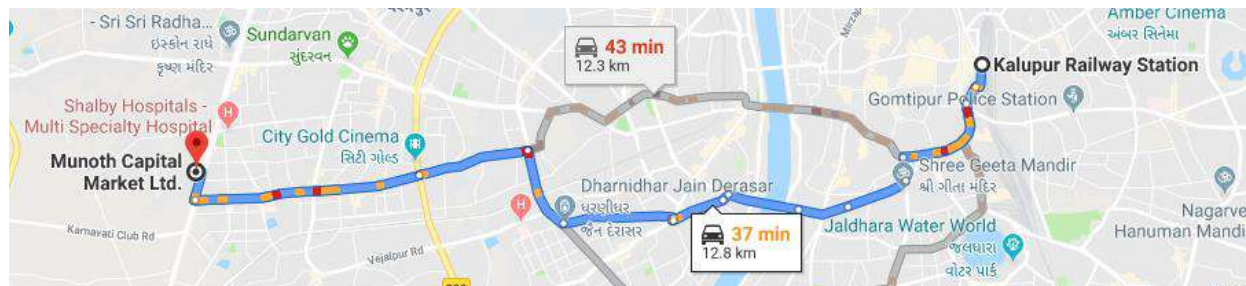 - Sri Sri Radha...
ઇસ્કોન રાધે
કૃષ્ણ મંદિર
Sundarvan
સુંદરવન
Shalby Hospitals -
Multi Specialty Hospital
Munoth Capital
Market Ltd.
City Gold Cinema
સિટી ગોલ્ડ
Karnavati Club Rd
Vejalpur Rd
H
H
43 min
12.3 km
Dharnidhar Jain Derasar
ધરણીધર
જૈન દેરાસર
37 min
12.8 km
Mirzap
Amber Cinema
અંબર સિનેમા
Kalupur Railway Station
Gomtipur Police Station
Shree Geeta Mandir
શ્રી ગીતા મંદિર
Jaldhara Water World
જલધારા
વોટર પાર્ક
Nagarve
Hanuman Mandi